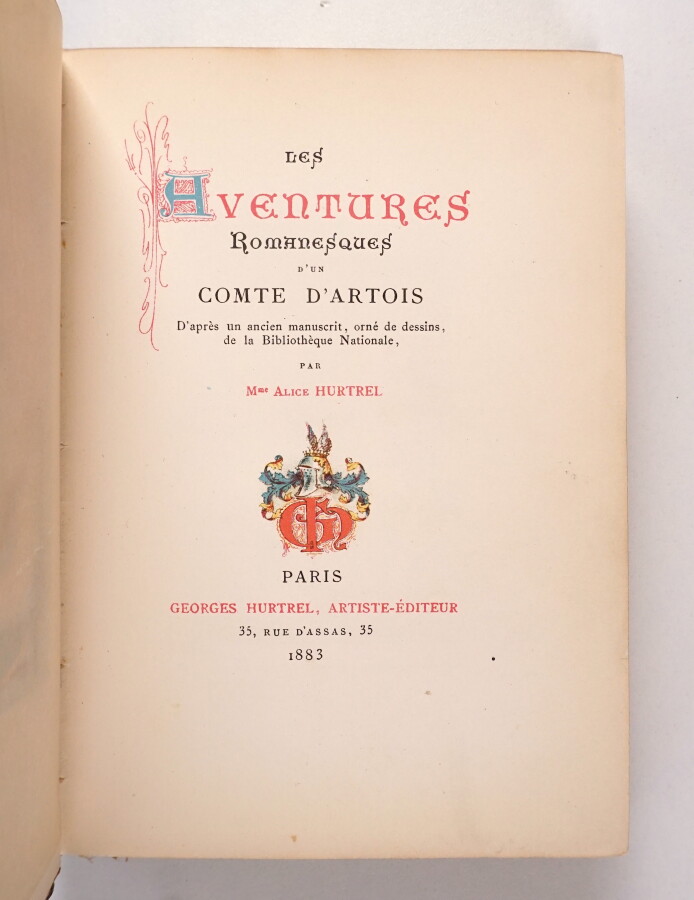 LES
AVENTURES
ROMANESQUES
D'UN
COMTE D'ARTOIS
D'après un ancien manuscrit, orné de dessins,
de la Bibliothèque Nationale,
PAR
Mme ALICE HURTREL
GH
PARIS
GEORGES HURTREL, ARTISTE-ÉDITEUR
35, RUE D'ASSAS, 35
1883